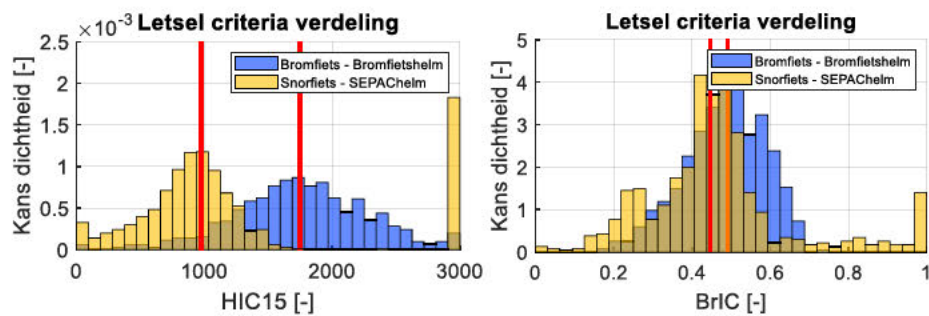 Letsel criteria verdeling
×10⁻³
2.5
2
1.5
1
0.5
0
Kans dichtheid [-]
Bromfiets - Bromfietshelm
Snorfiets - SEPAChelm
0 1000 2000 3000
HIC15 [-]
Letsel criteria verdeling
5
4
3
2
1
0
Kans dichtheid [-]
Bromfiets - Bromfietshelm
Snorfiets - SEPAChelm
0 0.2 0.4 0.6 0.8 1
BrIC [-]